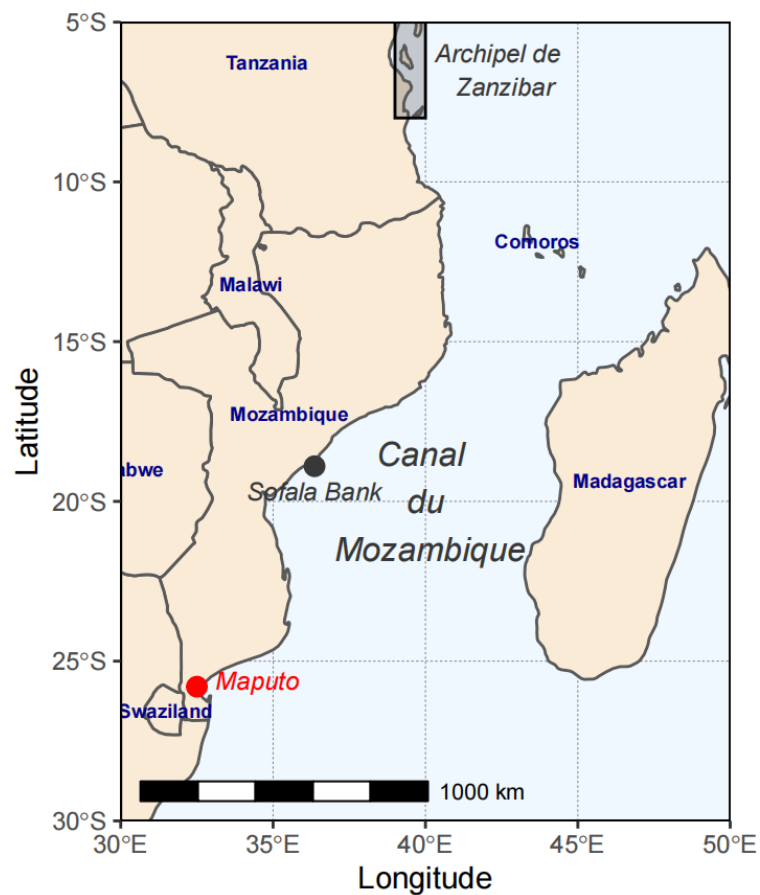 5°S
Tanzania
Archipel de
Zanzibar
10°S
Comoros
Malawi
15°S
Latitude
Mozambique
Canal
abwe
Madagascar
Sofala Bank
20°S
du
Mozambique
25°S
Maputo
Swaziland
1000 km
30°S
30°E
35°E
40°E
45°E
50°E
Longitude